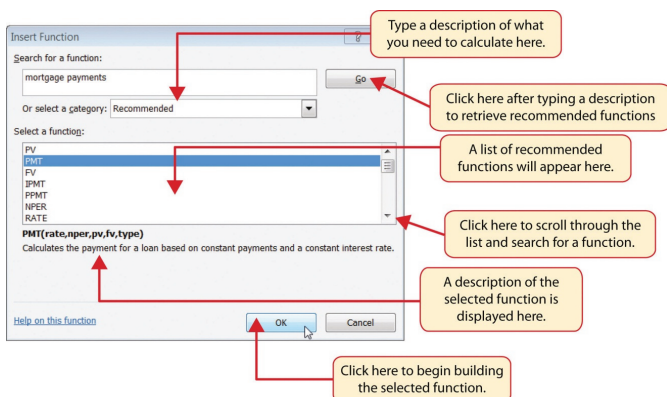 Insert Function
?
Type a description of what
you need to calculate here.
Search for a function:
mortgage payments
Go
Or select a category: Recommended
Click here after typing a description
to retrieve recommended functions
Select a function:
PV
PMT
FV
IPMT
PPMT
NPER
RATE
A list of recommended
functions will appear here.
Click here to scroll through the
list and search for a function.
PMT(rate,nper,pv,fv,type)
Calculates the payment for a loan based on constant payments and a constant interest rate.
A description of the
selected function is
displayed here.
Help on this function
OK
Cancel
Click here to begin building
the selected function.